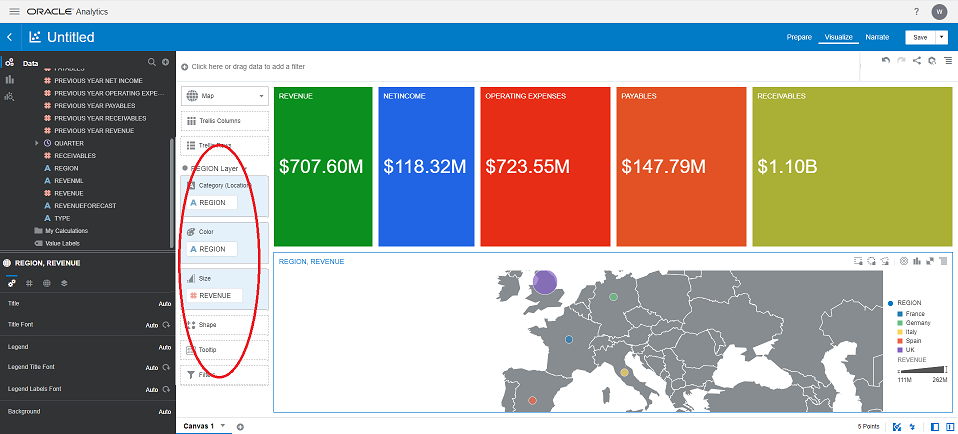 ORACLE Analytics
?
W
Untitled
Prepare
Visualize
Narrate
Save
Data
PAYABLES
PREVIOUS YEAR NET INCOME
PREVIOUS YEAR OPERATING EXPE...
PREVIOUS YEAR PAYABLES
PREVIOUS YEAR RECEIVABLES
PREVIOUS YEAR REVENUE
QUARTER
RECEIVABLES
A REGION
A REVENML
REVENUE
A REVENUEFORECAST
A TYPE
My Calculations
Value Labels
REGION, REVENUE
Title Auto
Title Font Auto
Legend Auto
Legend Title Font Auto
Legend Labels Font Auto
Background Auto
Click here or drag data to add a filter
Map
Trellis Columns
Trellis Rows
REGION Layer
Category (Location
A REGION
Color
A REGION
Size
REVENUE
Shape
Tooltip
Filters
REVENUE
$707.60M
NETINCOME
$118.32M
OPERATING EXPENSES
$723.55M
PAYABLES
$147.79M
RECEIVABLES
$1.10B
REGION, REVENUE
REGION
France
Germany
Italy
Spain
UK
REVENUE
111M 262M
Canvas 1
5 Points